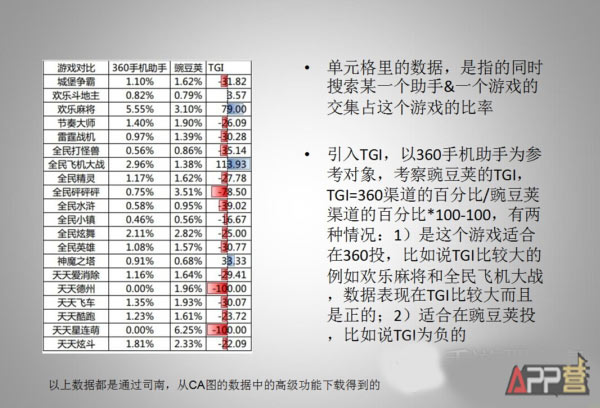 游戏对比 360手机助手 豌豆荚 TGI
城堡争霸 1.10% 1.62% -31.82
欢乐斗地主 0.82% 0.79% 3.57
欢乐麻将 5.55% 3.10% 79.00
节奏大师 1.40% 1.90% -26.09
雷霆战机 0.97% 1.39% -30.28
全民打怪兽 0.56% 0.86% -35.14
全民飞机大战 2.96% 1.38% 113.93
全民精灵 1.17% 1.62% -27.78
全民砰砰砰 0.75% 3.51% -78.50
全民水浒 0.58% 0.95% -39.02
全民小镇 0.46% 0.56% -16.67
全民炫舞 2.11% 2.82% -25.00
全民英雄 1.08% 1.57% -30.77
神魔之塔 0.91% 0.68% 33.33
天天爱消除 1.16% 1.64% -29.41
天天德州 0.00% 1.96% -100.00
天天飞车 1.35% 1.93% -30.07
天天酷跑 1.23% 1.61% -23.72
天天星连萌 0.00% 6.25% -100.00
天天炫斗 1.81% 2.33% -22.09
• 单元格里的数据，是指的同时
搜索某一个助手&一个游戏的
交集占这个游戏的比率
• 引入TGI，以360手机助手为参
考对象，考察豌豆荚的TGI，
TGI=360渠道的百分比/豌豆荚
渠道的百分比*100-100，有两
种情况：1）是这个游戏适合
在360投，比如说TGI比较大的
例如欢乐麻将和全民飞机大战
，数据表现在TGI比较大而且
是正的；2）适合在豌豆荚投
，比如说TGI为负的
以上数据都是通过司南，从CA图的数据中的高级功能下载得到的
APP营